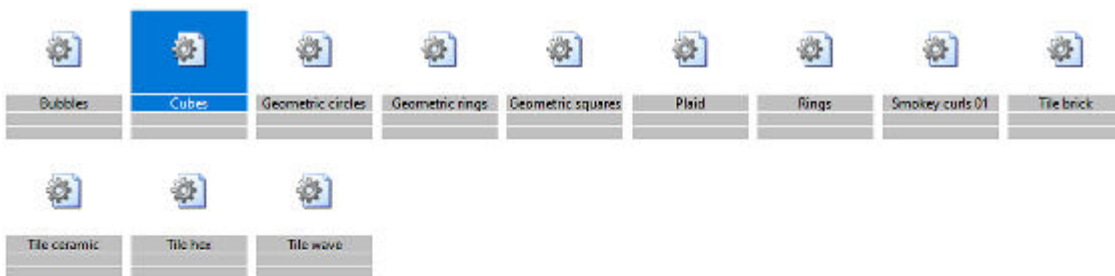 Bubbles
Cubes
Geometric circles
Geometric rings
Geometric squares
Plaid
Rings
Smokey curls 01
Tile brick
Tile ceramic
Tile hex
Tile wave